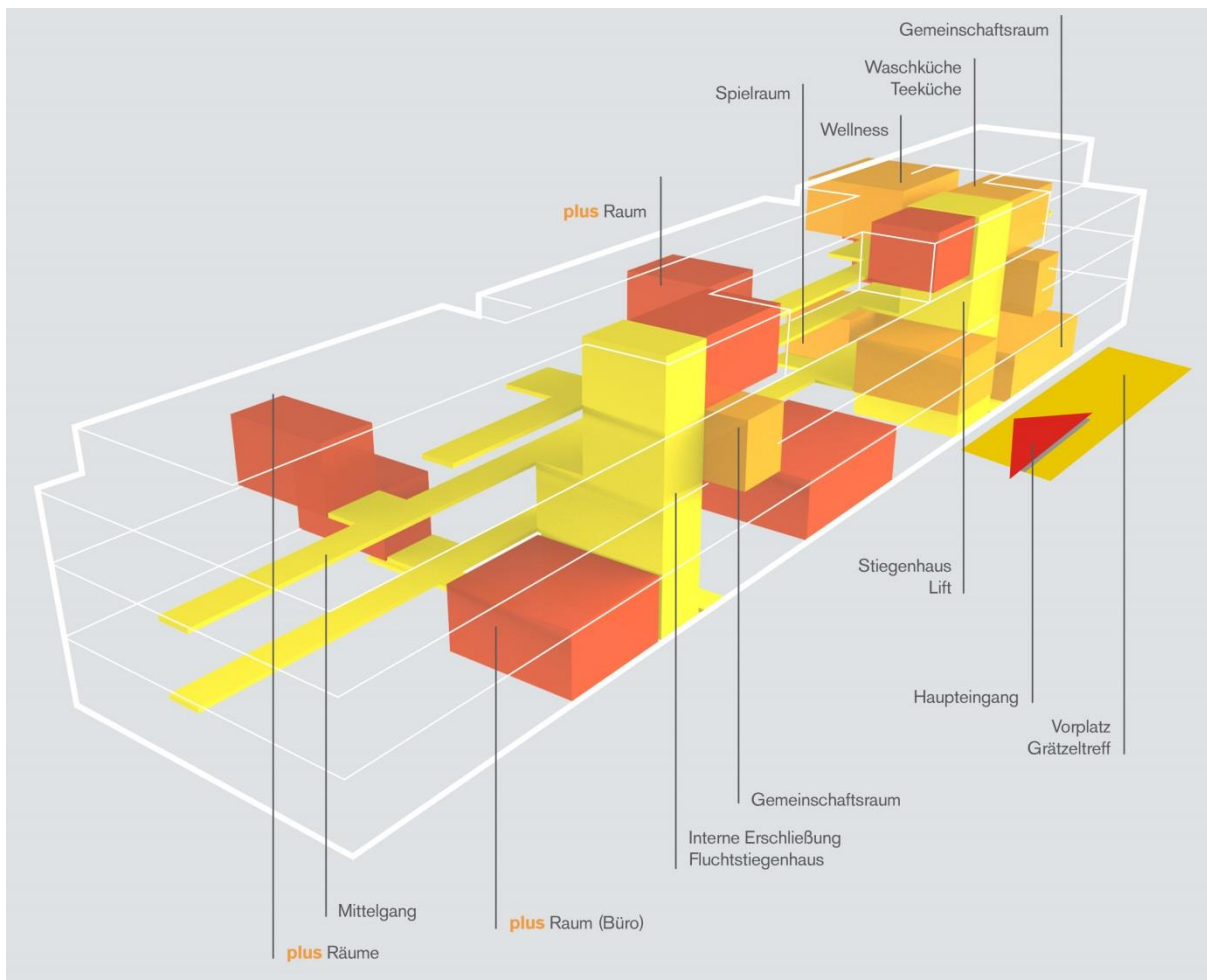 Gemeinschaftsraum
Waschküche
Teeküche
Spielraum
Wellness
plus Raum
Stiegenhaus
Lift
Haupteingang
Vorplatz
Grätzeltreff
Gemeinschaftsraum
Interne Erschließung
Fluchtstiegenhaus
Mittelgang
plus Raum (Büro)
plus Räume